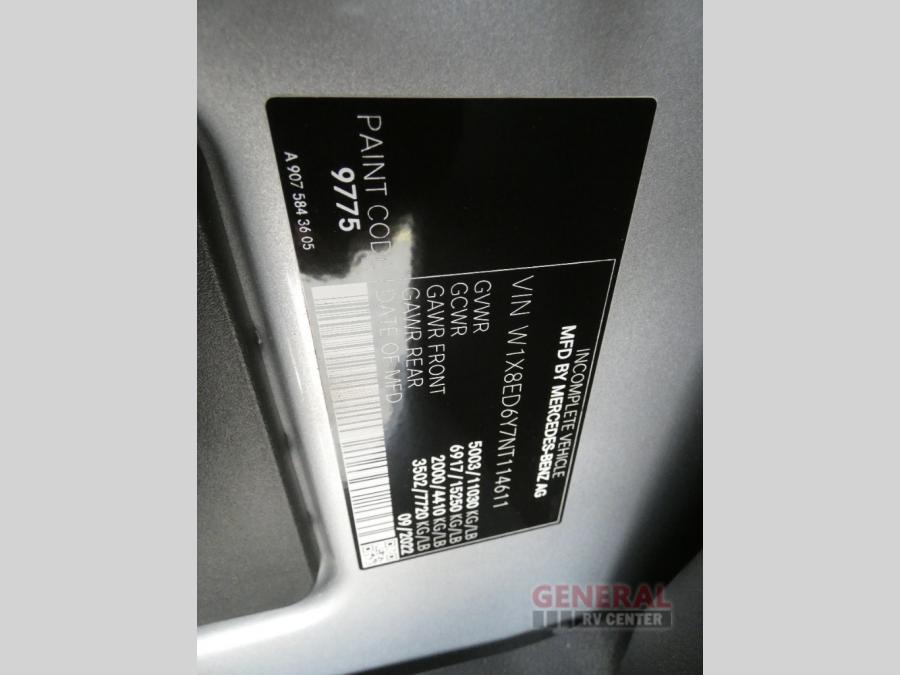 INCOMPLETE VEHICLE
MFD BY MERCEDES-BENZ AG
VIN W1X8ED6Y7NT114611
GVWR 5003/11030 KG/LB
GCWR 6917/15250 KG/LB
GAWR FRONT 2000/4410 KG/LB
GAWR REAR 3502/7720 KG/LB
DATE OF MFD 09/2022
PAINT CODE
9775
A 907 584 36 05
GENERAL
RV CENTER